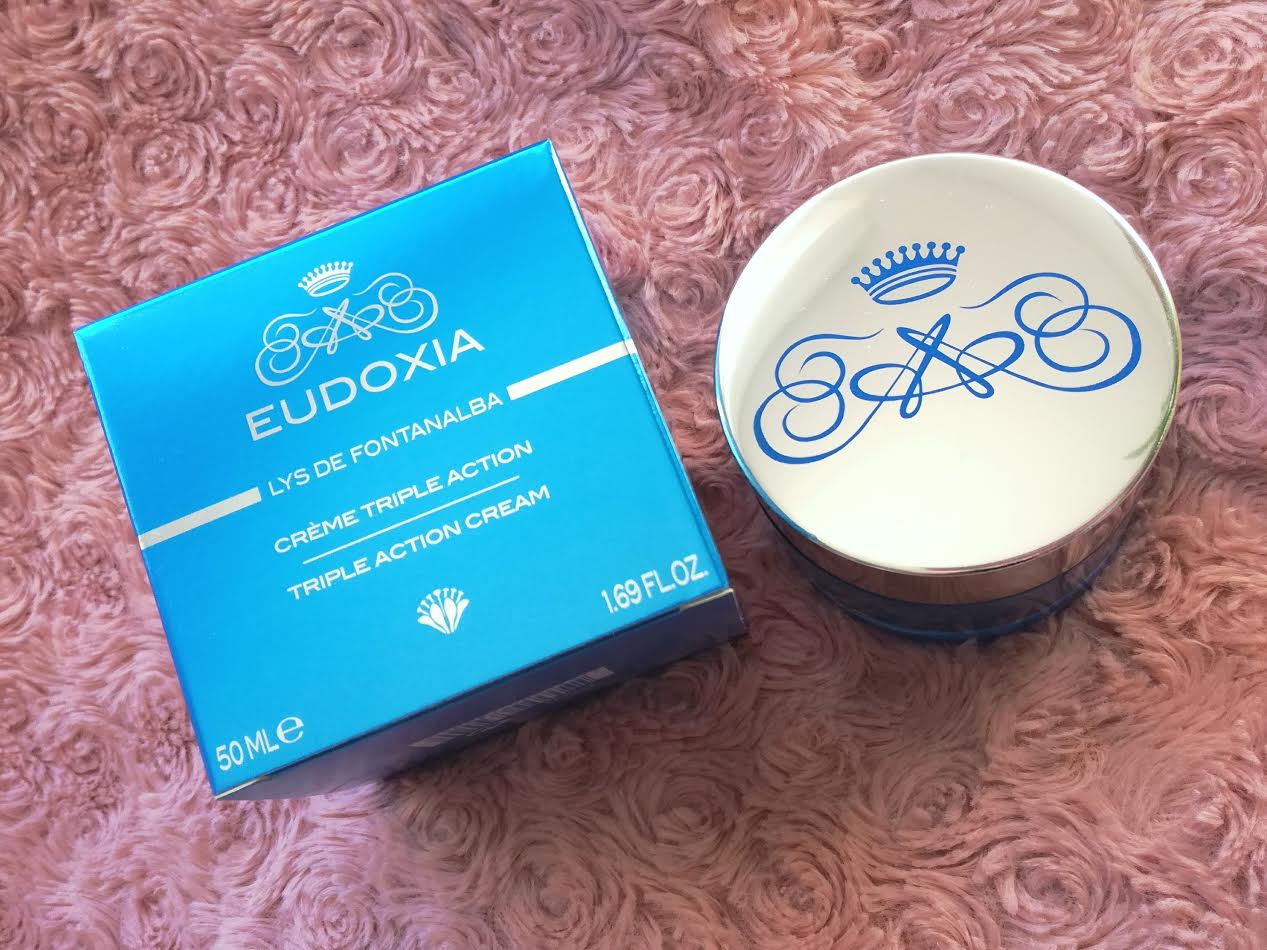 EUDOXIA
LYS DE FONTANALBA
CRÈME TRIPLE ACTION
TRIPLE ACTION CREAM
1.69 FL.OZ.
50 ML ℮